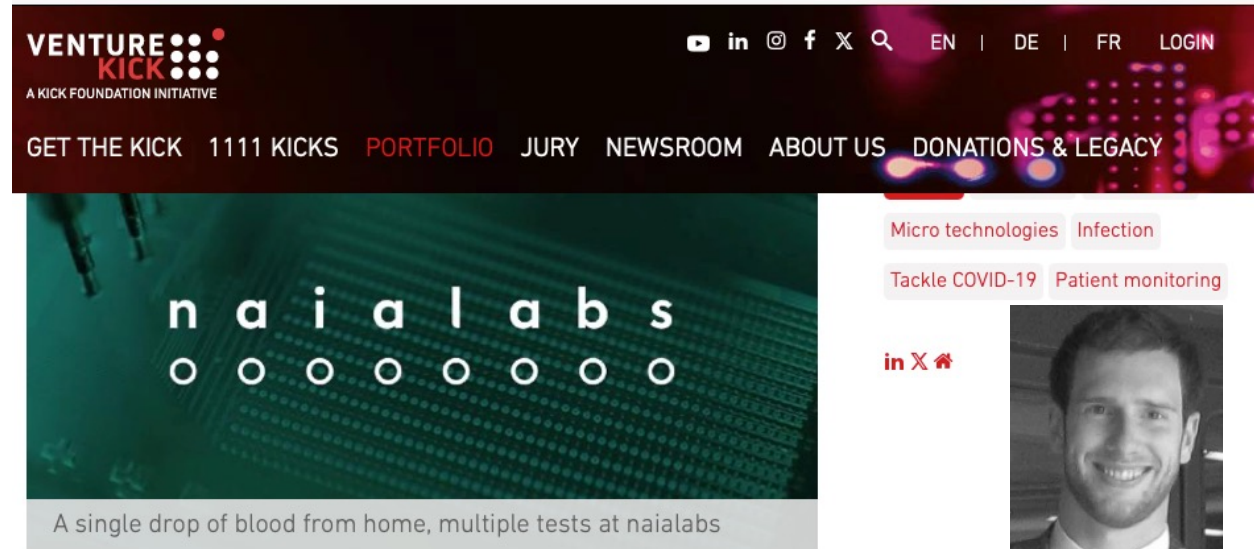 VENTURE
KICK
A KICK FOUNDATION INITIATIVE
in f X EN | DE | FR LOGIN
GET THE KICK 1111 KICKS PORTFOLIO JURY NEWSROOM ABOUT US DONATIONS & LEGACY
Micro technologies Infection
Tackle COVID-19 Patient monitoring
naialabs
in X
A single drop of blood from home, multiple tests at naialabs